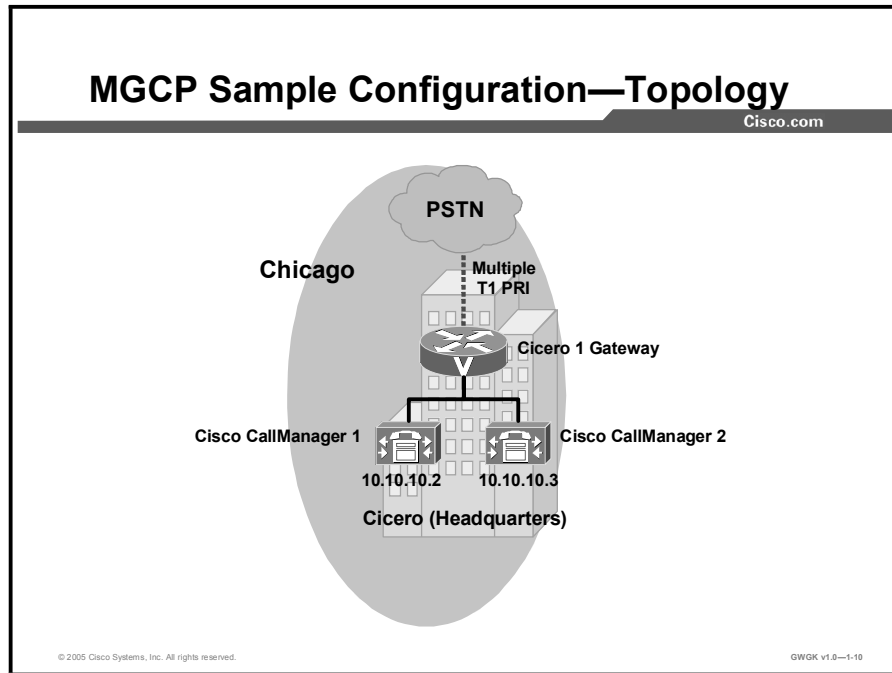 MGCP Sample Configuration—Topology
Cisco.com
PSTN
Chicago
Multiple
T1 PRI
Cicero 1 Gateway
V
Cisco CallManager 1
Cisco CallManager 2
10.10.10.2
10.10.10.3
Cicero (Headquarters)
© 2005 Cisco Systems, Inc. All rights reserved.
GWGK v1.0—1-10